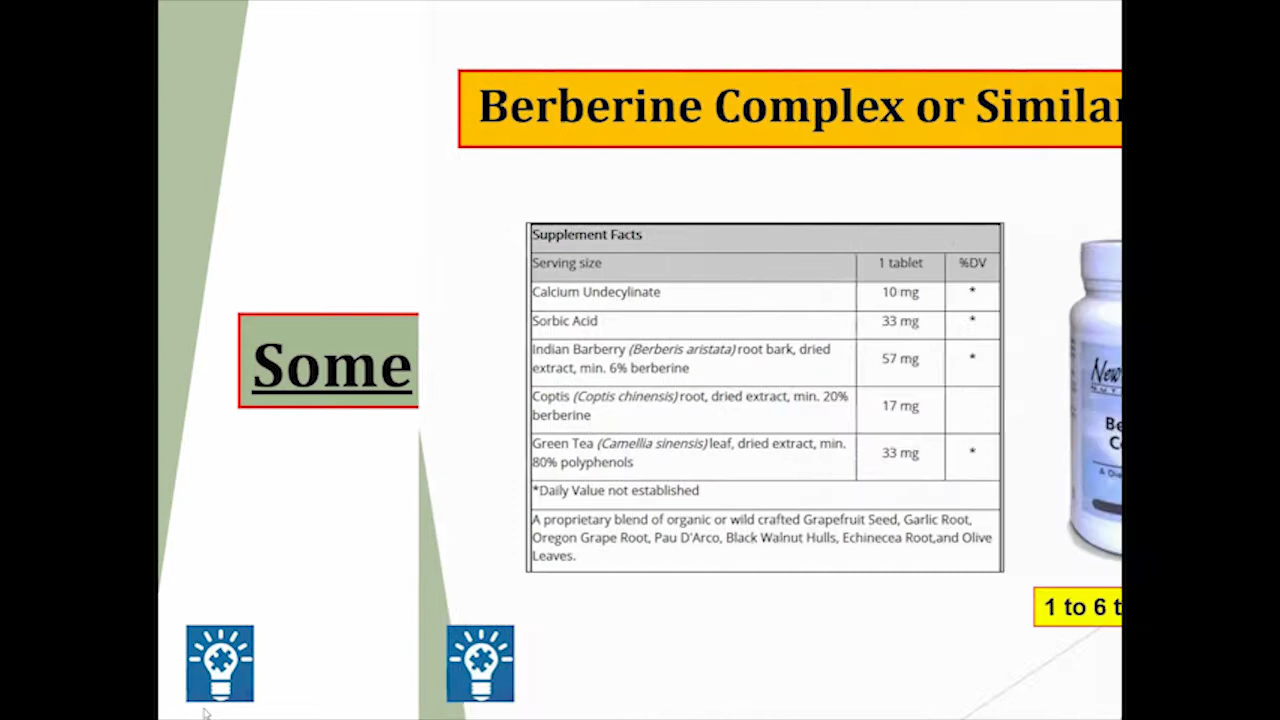 Berberine Complex or Similar
Some
Supplement Facts
Serving size 1 tablet %DV
Calcium Undecylinate 10 mg *
Sorbic Acid 33 mg *
Indian Barberry (Berberis aristata) root bark, dried
extract, min. 6% berberine 57 mg *
Coptis (Coptis chinensis) root, dried extract, min. 20%
berberine 17 mg
Green Tea (Camellia sinensis) leaf, dried extract, min.
80% polyphenols 33 mg *
*Daily Value not established
A proprietary blend of organic or wild crafted Grapefruit Seed, Garlic Root,
Oregon Grape Root, Pau D'Arco, Black Walnut Hulls, Echinecea Root,and Olive
Leaves.
1 to 6